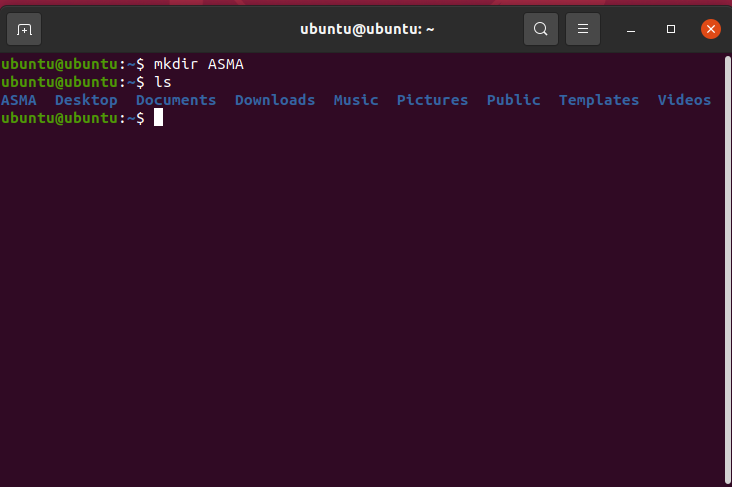 ubuntu@ubuntu: ~
ubuntu@ubuntu:~$ mkdir ASMA
ubuntu@ubuntu:~$ ls
ASMA  Desktop  Documents  Downloads  Music  Pictures  Public  Templates  Videos
ubuntu@ubuntu:~$